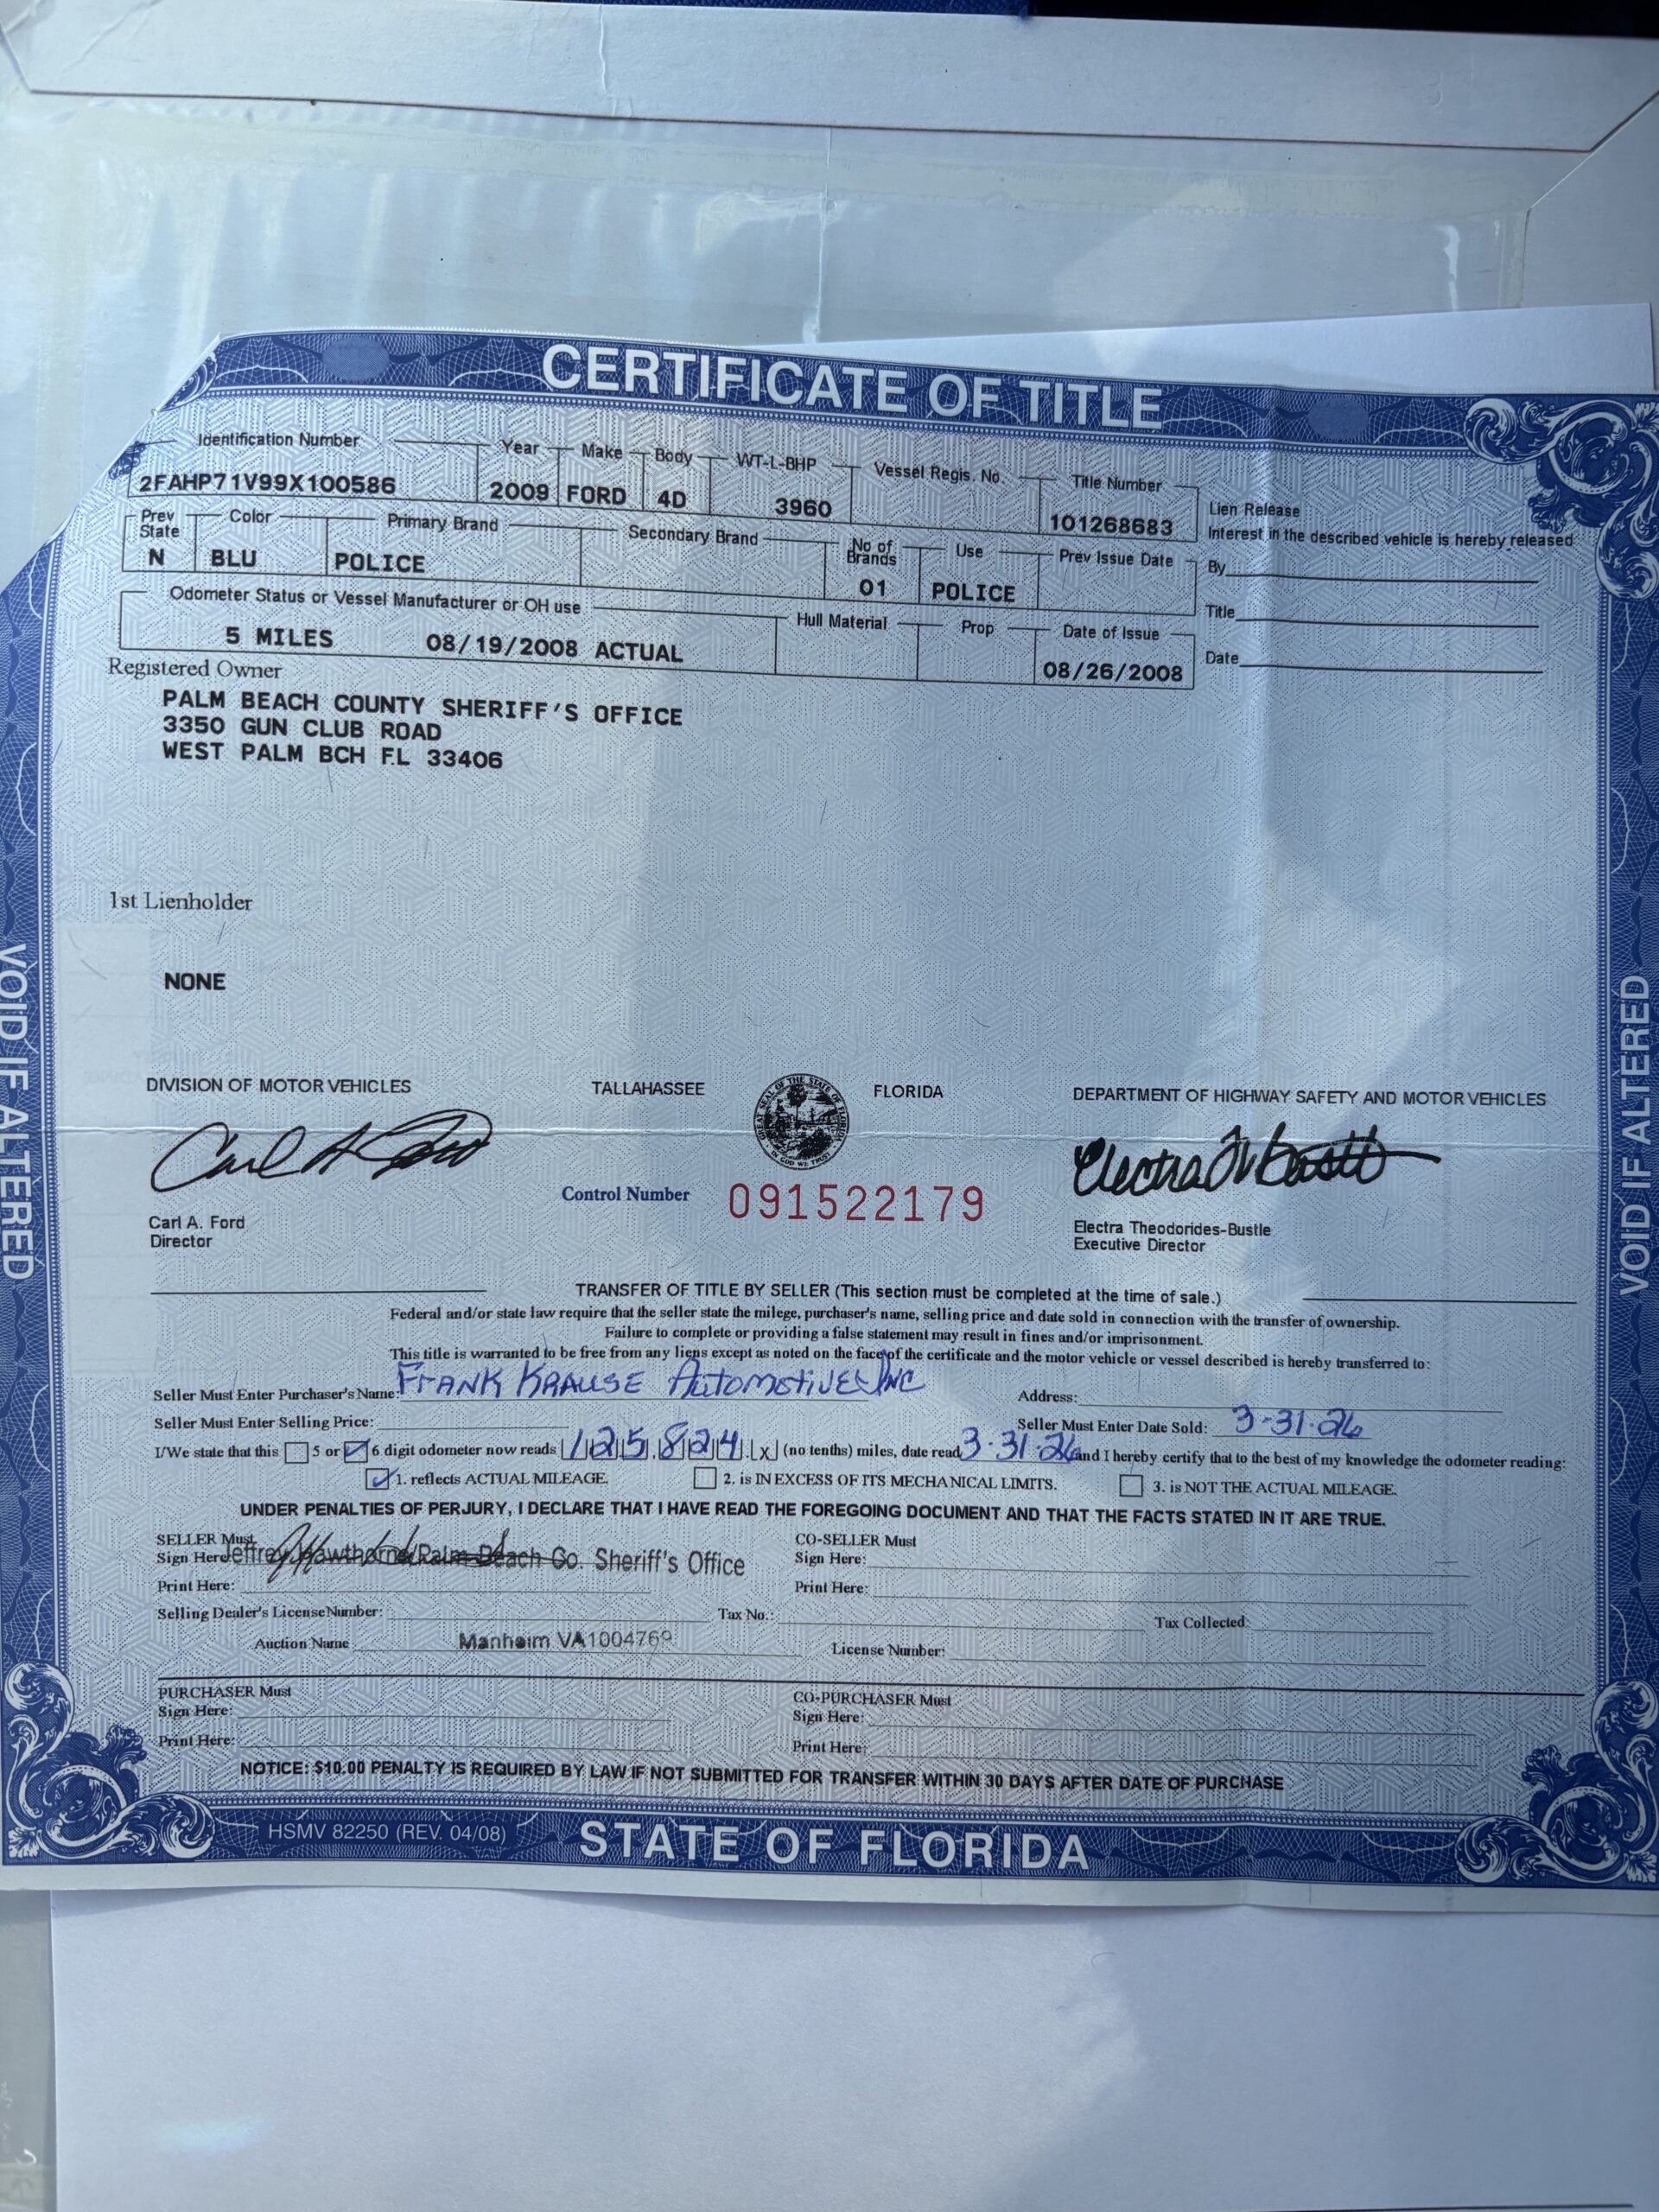 CERTIFICATE OF TITLE
Identification Number Year Make Body WT-L-BHP Vessel Regis. No. Title Number
2FAHP71V99X100586 2009 FORD 4D 3960 101268683
Lien Release
Interest in the described vehicle is hereby released
Prev State Color Primary Brand Secondary Brand No of Brands Use Prev Issue Date
N BLU POLICE 01 POLICE
By
Title
Date
Odometer Status or Vessel Manufacturer or OH use Hull Material Prop Date of Issue
5 MILES 08/19/2008 ACTUAL 08/26/2008
Registered Owner
PALM BEACH COUNTY SHERIFF'S OFFICE
3350 GUN CLUB ROAD
WEST PALM BCH FL 33406
1st Lienholder
NONE
DIVISION OF MOTOR VEHICLES TALLAHASSEE FLORIDA DEPARTMENT OF HIGHWAY SAFETY AND MOTOR VEHICLES
GREAT SEAL OF THE STATE OF FLORIDA
IN GOD WE TRUST
Control Number 091522179
Carl A. Ford
Director
Electra Theodorides-Bustle
Executive Director
TRANSFER OF TITLE BY SELLER (This section must be completed at the time of sale.)
Federal and/or state law require that the seller state the milege, purchaser's name, selling price and date sold in connection with the transfer of ownership.
Failure to complete or providing a false statement may result in fines and/or imprisonment.
This title is warranted to be free from any liens except as noted on the face of the certificate and the motor vehicle or vessel described is hereby transferred to:
Seller Must Enter Purchaser's Name: FRANK KRAUSE Automotive, INC Address:
Seller Must Enter Selling Price: Seller Must Enter Date Sold: 3-31-26
I/We state that this 5 or 6 digit odometer now reads 125,824 .x (no tenths) miles, date read 3-31-26 and I hereby certify that to the best of my knowledge the odometer reading:
1. reflects ACTUAL MILEAGE. 2. is IN EXCESS OF ITS MECHANICAL LIMITS. 3. is NOT THE ACTUAL MILEAGE.
UNDER PENALTIES OF PERJURY, I DECLARE THAT I HAVE READ THE FOREGOING DOCUMENT AND THAT THE FACTS STATED IN IT ARE TRUE.
SELLER Must
Sign Here: Jeffrey Hawthorne/Palm Beach Co. Sheriff's Office
Print Here:
CO-SELLER Must
Sign Here:
Print Here:
Selling Dealer's License Number: Tax No.: Tax Collected:
Auction Name Manheim VA1004769 License Number:
PURCHASER Must
Sign Here:
Print Here:
CO-PURCHASER Must
Sign Here:
Print Here:
NOTICE: $10.00 PENALTY IS REQUIRED BY LAW IF NOT SUBMITTED FOR TRANSFER WITHIN 30 DAYS AFTER DATE OF PURCHASE
HSMV 82250 (REV. 04/08)
STATE OF FLORIDA
VOID IF ALTERED
VOID IF ALTERED